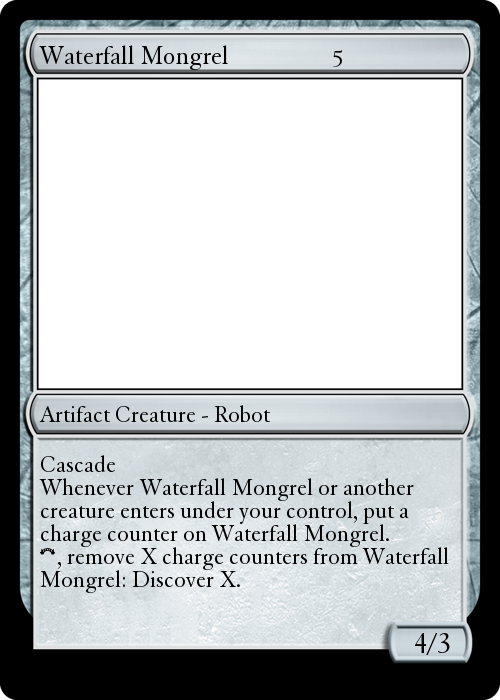 Waterfall Mongrel 5
Artifact Creature - Robot
Cascade
Whenever Waterfall Mongrel or another
creature enters under your control, put a
charge counter on Waterfall Mongrel.
, remove X charge counters from Waterfall
Mongrel: Discover X.
4/3